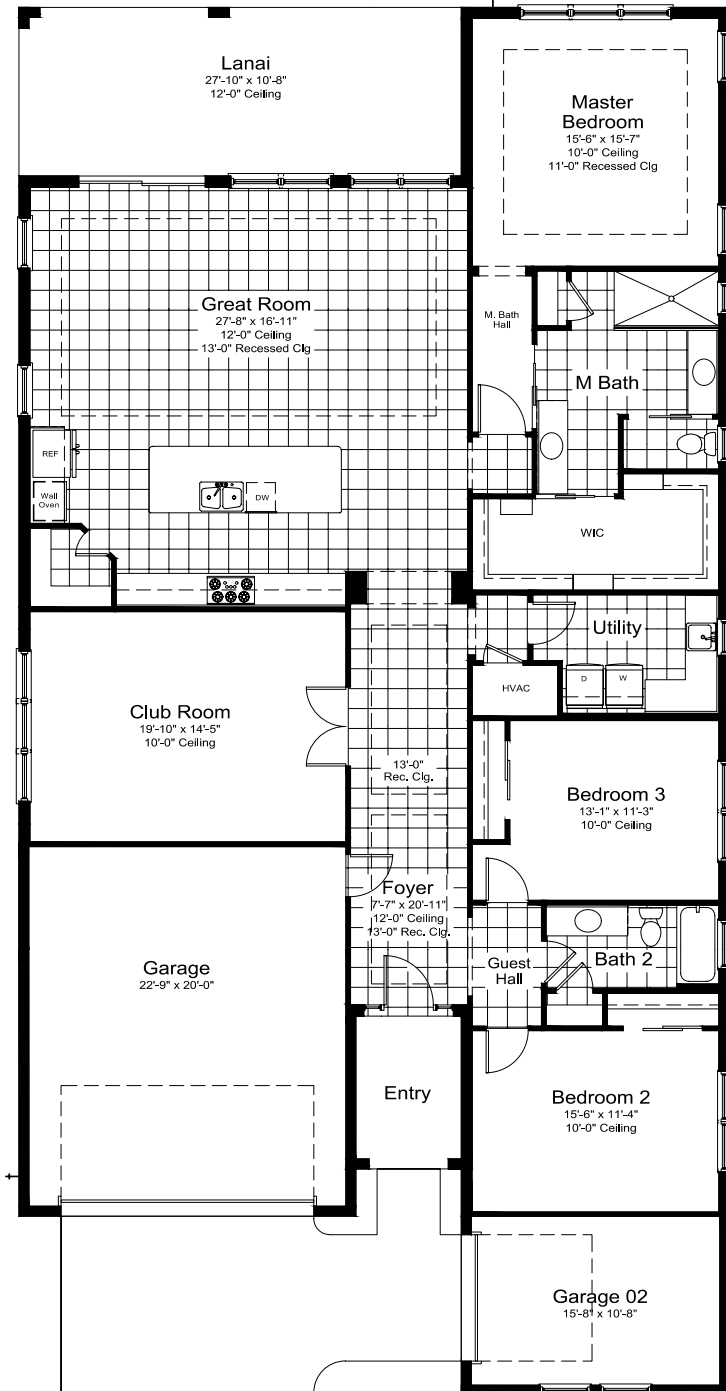 Lanai
27'-10" x 10'-8"
12'-0" Ceiling
Master
Bedroom
15'-6" x 15'-7"
10'-0" Ceiling
11'-0" Recessed Clg
Great Room
27'-8" x 16'-11"
12'-0" Ceiling
13'-0" Recessed Clg
M. Bath
Hall
M Bath
REF
Wall
Oven
DW
WIC
Utility
HVAC
D
W
Club Room
19'-10" x 14'-5"
10'-0" Ceiling
13'-0"
Rec. Clg.
Bedroom 3
13'-1" x 11'-3"
10'-0" Ceiling
Foyer
7'-7" x 20'-11"
12'-0" Ceiling
13'-0" Rec. Clg.
Garage
22'-9" x 20'-0"
Guest
Hall
Bath 2
Entry
Bedroom 2
15'-6" x 11'-4"
10'-0" Ceiling
Garage 02
15'-8" x 10'-8"